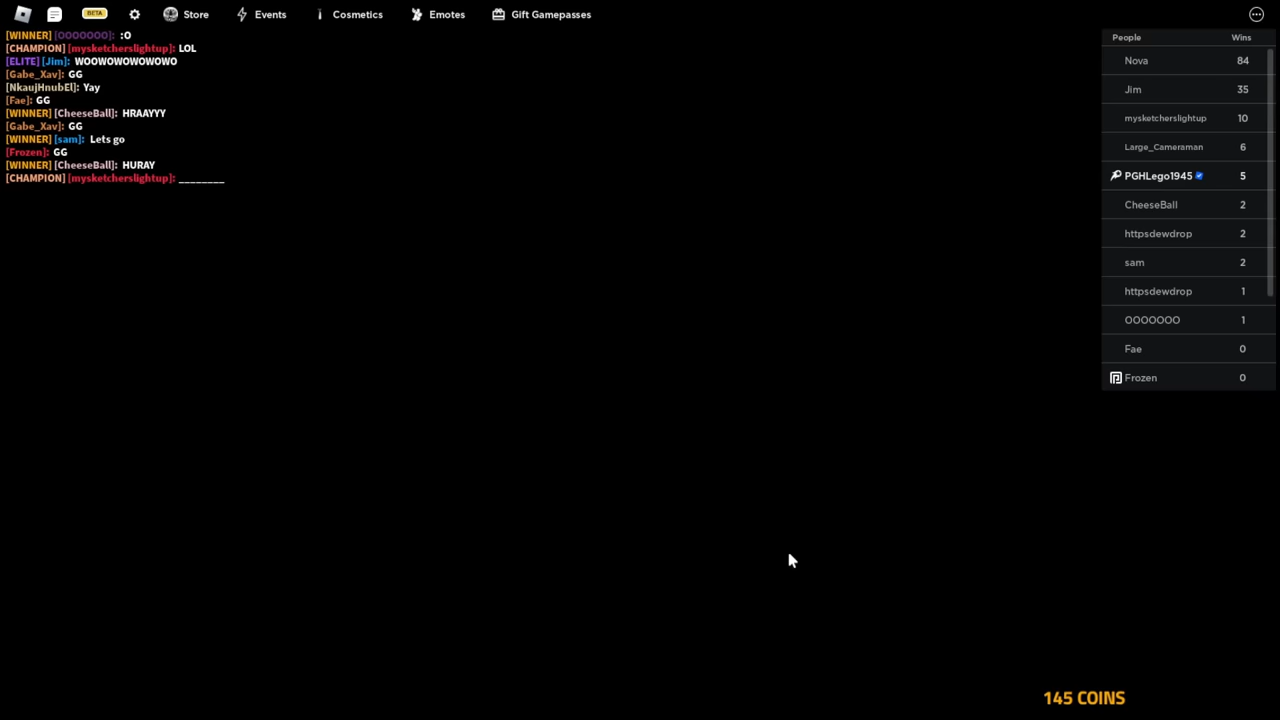 BETA Store Events Cosmetics Emotes Gift Gamepasses
[WINNER] [OOOOOOO]: :O
[CHAMPION] [mysketcherslightup]: LOL
[ELITE] [Jim]: WOOWOWOWOWOWO
[Gabe_Xav]: GG
[NkaujHnubEl]: Yay
[Fae]: GG
[WINNER] [CheeseBall]: HRAAYYY
[Gabe_Xav]: GG
[WINNER] [sam]: Lets go
[Frozen]: GG
[WINNER] [CheeseBall]: HURAY
[CHAMPION] [mysketcherslightup]: ________
People Wins
Nova 84
Jim 35
mysketcherslightup 10
Large_Cameraman 6
PGHLego1945 5
CheeseBall 2
httpsdewdrop 2
sam 2
httpsdewdrop 1
OOOOOOO 1
Fae 0
Frozen 0
145 COINS